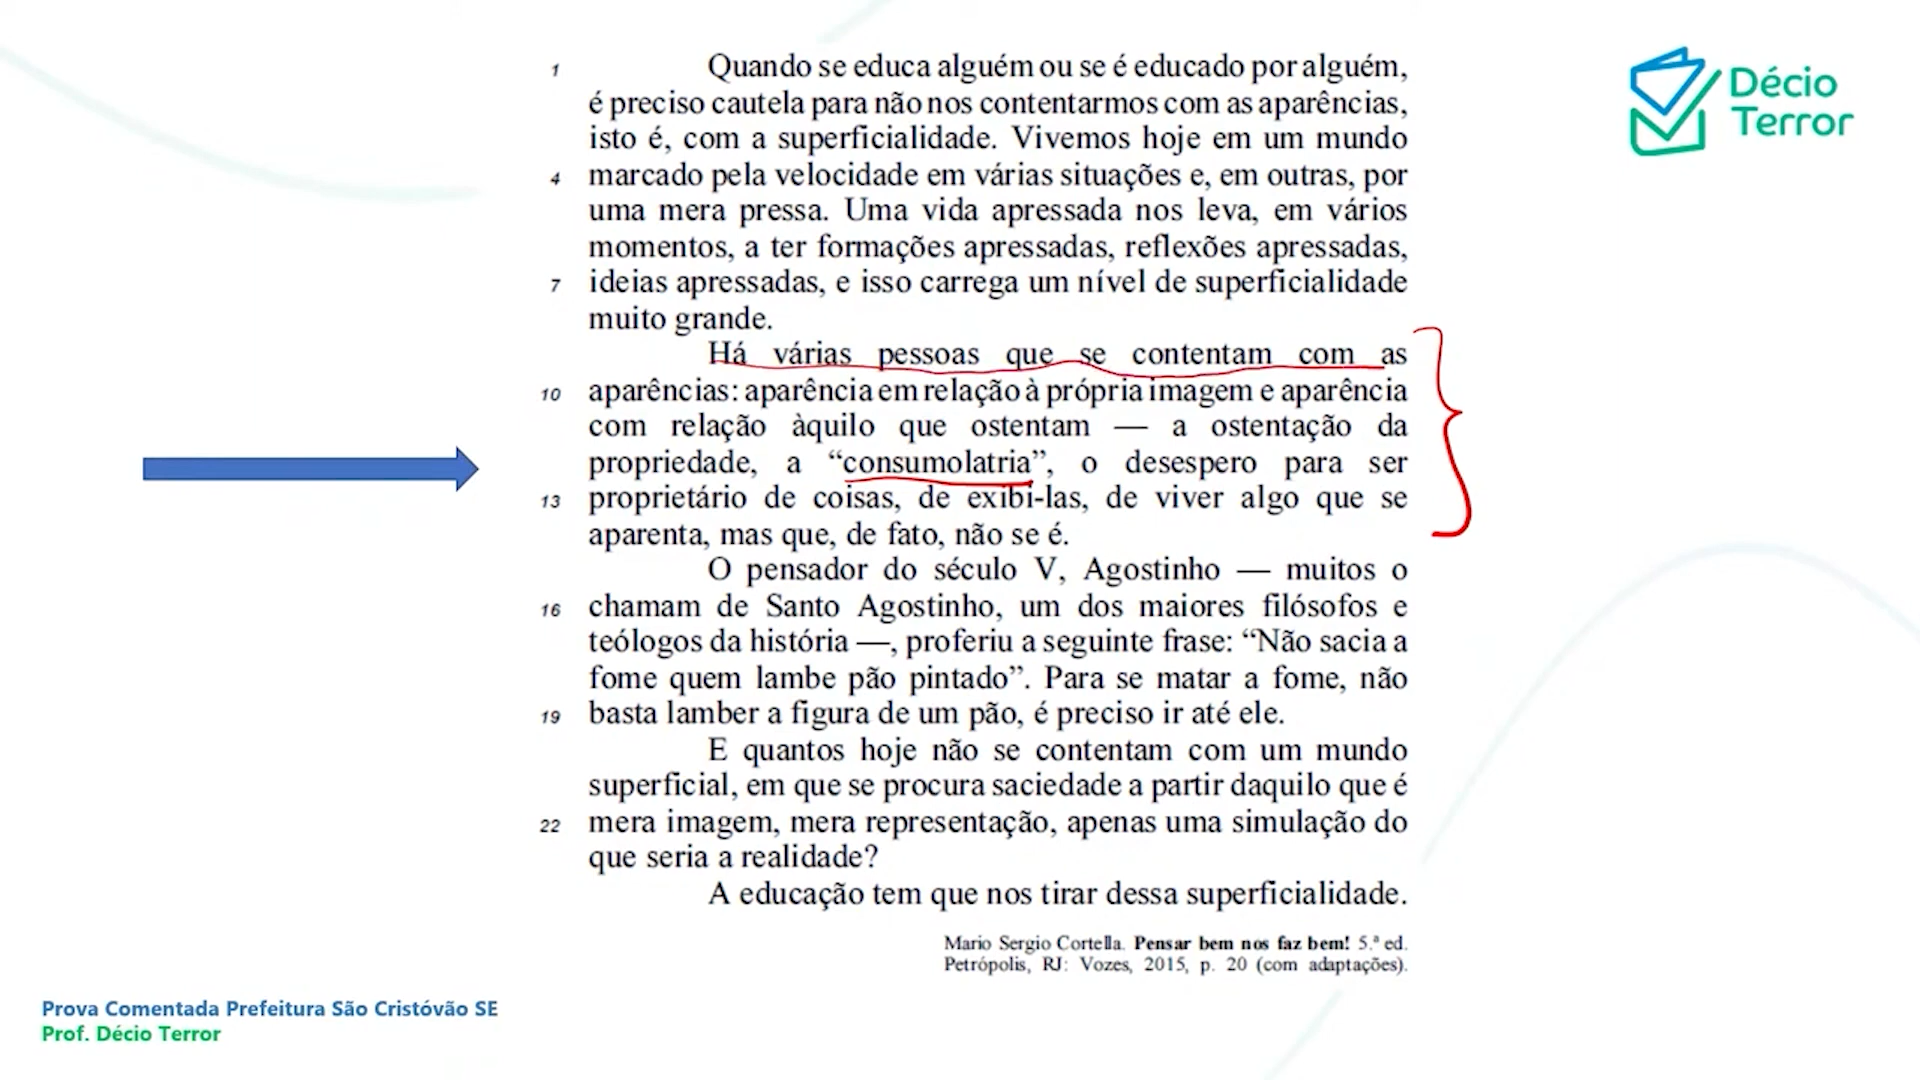 Décio
Terror
1 Quando se educa alguém ou se é educado por alguém,
é preciso cautela para não nos contentarmos com as aparências,
isto é, com a superficialidade. Vivemos hoje em um mundo
4 marcado pela velocidade em várias situações e, em outras, por
uma mera pressa. Uma vida apressada nos leva, em vários
momentos, a ter formações apressadas, reflexões apressadas,
7 ideias apressadas, e isso carrega um nível de superficialidade
muito grande.
Há várias pessoas que se contentam com as
10 aparências: aparência em relação à própria imagem e aparência
com relação àquilo que ostentam — a ostentação da
propriedade, a “consumolatria”, o desespero para ser
13 proprietário de coisas, de exibi-las, de viver algo que se
aparenta, mas que, de fato, não se é.
O pensador do século V, Agostinho — muitos o
16 chamam de Santo Agostinho, um dos maiores filósofos e
teólogos da história —, proferiu a seguinte frase: “Não sacia a
fome quem lambe pão pintado”. Para se matar a fome, não
19 basta lamber a figura de um pão, é preciso ir até ele.
E quantos hoje não se contentam com um mundo
superficial, em que se procura saciedade a partir daquilo que é
22 mera imagem, mera representação, apenas uma simulação do
que seria a realidade?
A educação tem que nos tirar dessa superficialidade.
Mario Sergio Cortella. Pensar bem nos faz bem! 5.ª ed.
Petrópolis, RJ: Vozes, 2015, p. 20 (com adaptações).
Prova Comentada Prefeitura São Cristóvão SE
Prof. Décio Terror